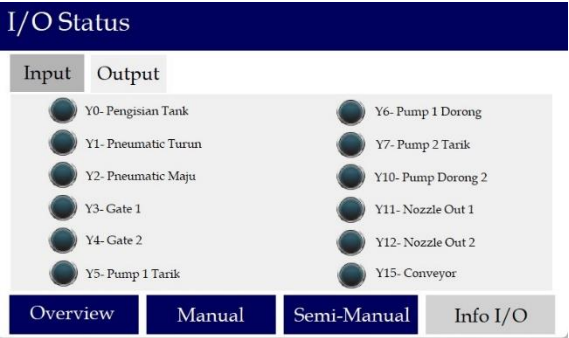 I/O Status
Input Output
Y0- Pengisian Tank
Y1- Pneumatic Turun
Y2- Pneumatic Maju
Y3- Gate 1
Y4- Gate 2
Y5- Pump 1 Tarik
Y6- Pump 1 Dorong
Y7- Pump 2 Tarik
Y10- Pump Dorong 2
Y11- Nozzle Out 1
Y12- Nozzle Out 2
Y15- Conveyor
Overview Manual Semi-Manual Info I/O